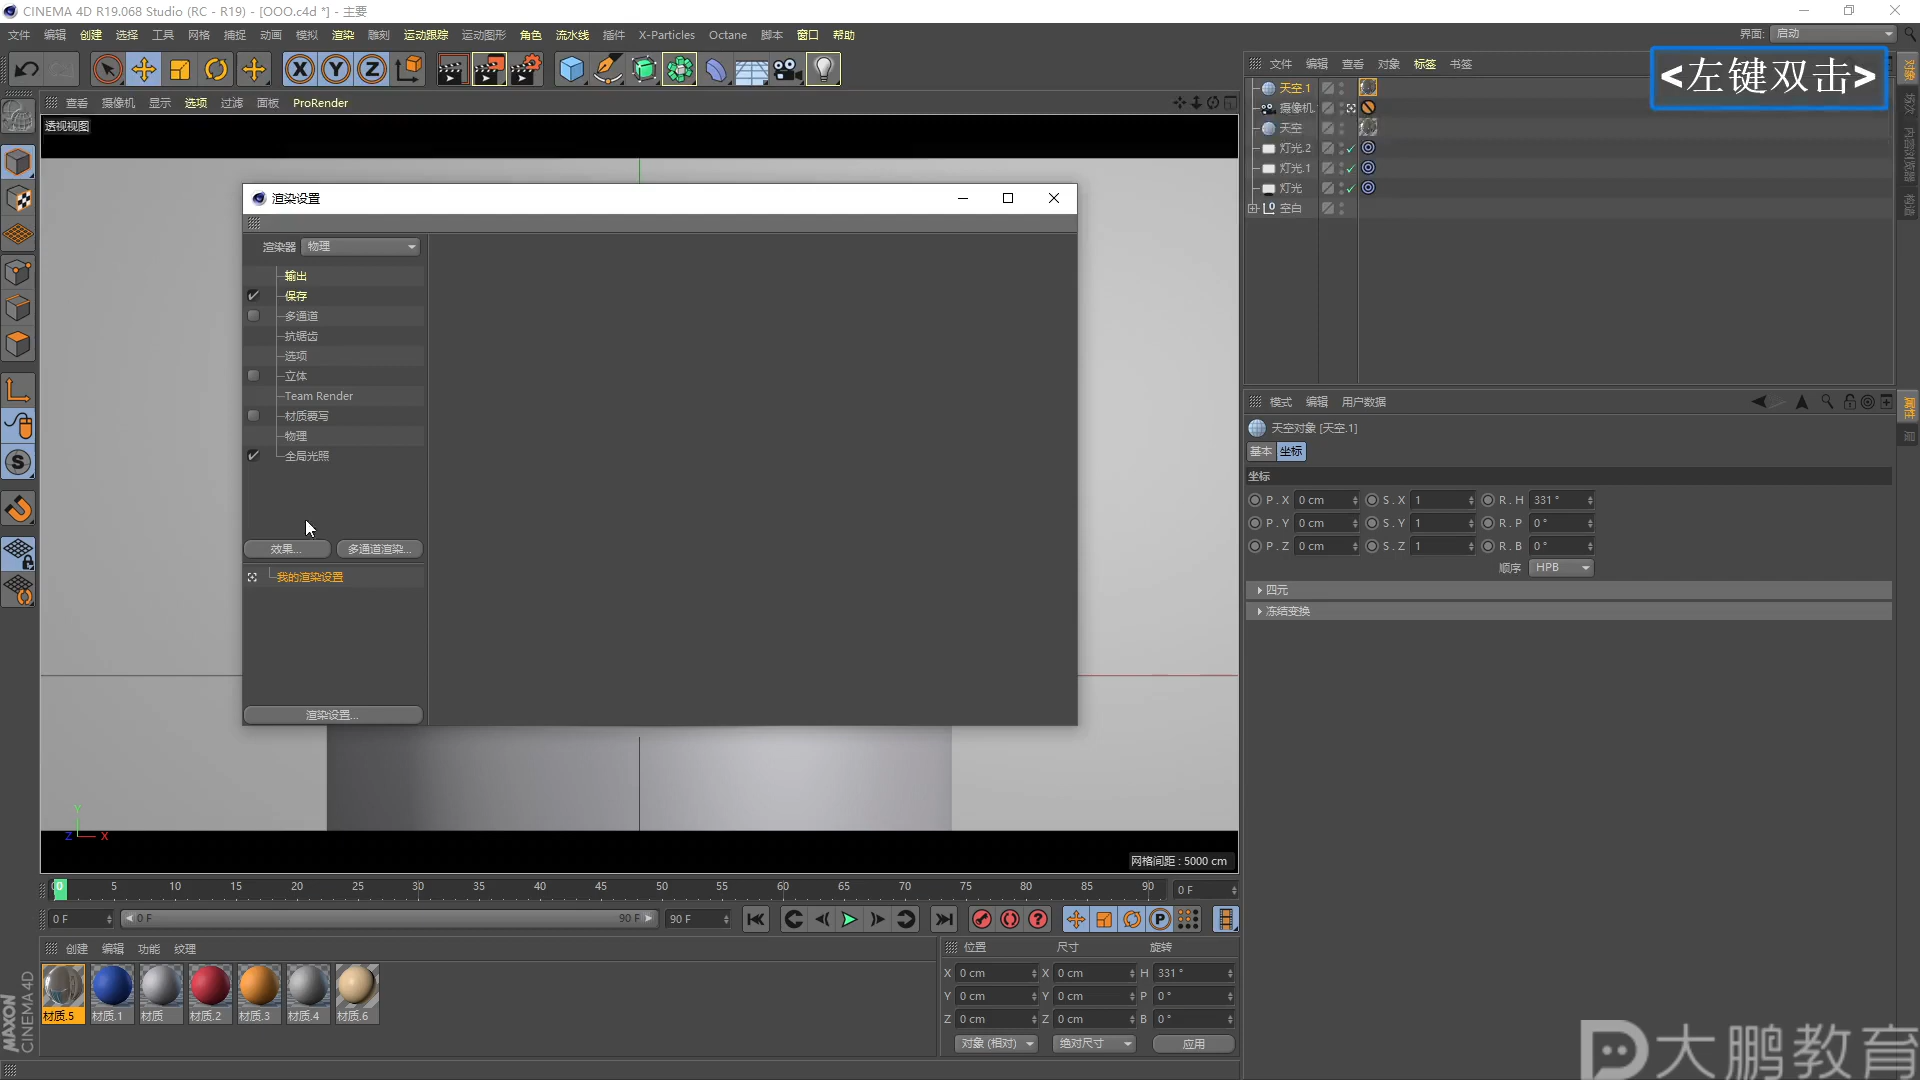 CINEMA 4D R19.068 Studio (RC - R19) - [OOO.c4d *] - 主要
文件 编辑 创建 选择 工具 网格 捕捉 动画 模拟 渲染 雕刻 运动跟踪 运动图形 角色 流水线 插件 X-Particles Octane 脚本 窗口 帮助
界面: 启动
<左键双击>
文件 编辑 查看 对象 标签 书签
天空.1
摄像机
天空
灯光.2
灯光.1
灯光
空白
对象
场次
内容浏览器
构造
查看 摄像机 显示 选项 过滤 面板 ProRender
透视视图
渲染设置
渲染器 物理
输出
保存
多通道
抗锯齿
选项
立体
Team Render
材质覆写
物理
全局光照
效果... 多通道渲染...
我的渲染设置
渲染设置...
网格间距 : 5000 cm
Y
Z X
模式 编辑 用户数据
属性
层
天空对象 [天空.1]
基本 坐标
坐标
P . X 0 cm S . X 1 R . H 331 °
P . Y 0 cm S . Y 1 R . P 0 °
P . Z 0 cm S . Z 1 R . B 0 °
顺序 HPB
四元
冻结变换
0 5 10 15 20 25 30 35 40 45 50 55 60 65 70 75 80 85 90 0 F
0 F 0 F 90 F 90 F
创建 编辑 功能 纹理
材质.5 材质.1 材质 材质.2 材质.3 材质.4 材质.6
位置 尺寸 旋转
X 0 cm X 0 cm H 331 °
Y 0 cm Y 0 cm P 0 °
Z 0 cm Z 0 cm B 0 °
对象 (相对) 绝对尺寸 应用
MAXON
CINEMA 4D
大鹏教育